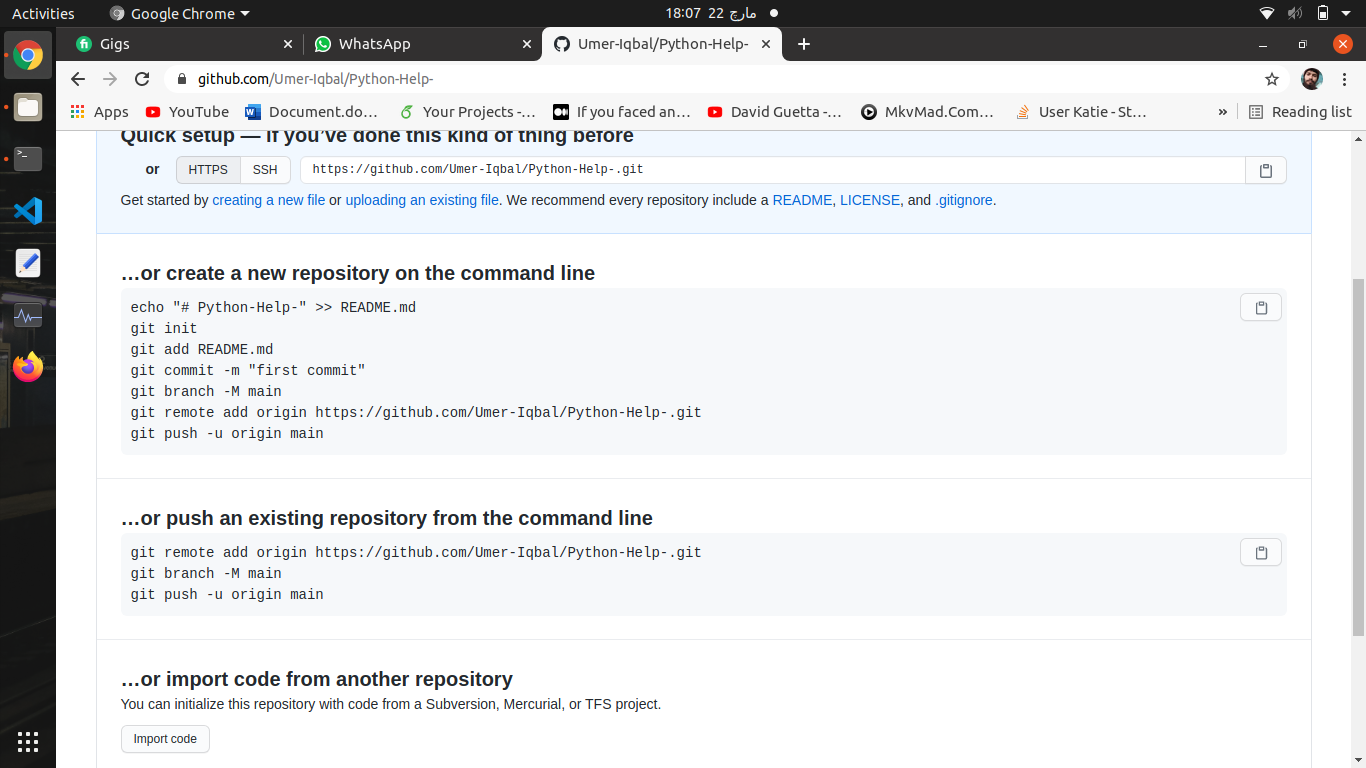 Activities Google Chrome 18:07 22 مارچ
Gigs WhatsApp Umer-Iqbal/Python-Help-
github.com/Umer-Iqbal/Python-Help-
Apps YouTube Document.do… Your Projects -… If you faced an… David Guetta -… MkvMad.Com… User Katie - St… » Reading list
Quick setup — if you’ve done this kind of thing before
or HTTPS SSH https://github.com/Umer-Iqbal/Python-Help-.git
Get started by creating a new file or uploading an existing file. We recommend every repository include a README, LICENSE, and .gitignore.
…or create a new repository on the command line
echo "# Python-Help-" >> README.md
git init
git add README.md
git commit -m "first commit"
git branch -M main
git remote add origin https://github.com/Umer-Iqbal/Python-Help-.git
git push -u origin main
…or push an existing repository from the command line
git remote add origin https://github.com/Umer-Iqbal/Python-Help-.git
git branch -M main
git push -u origin main
…or import code from another repository
You can initialize this repository with code from a Subversion, Mercurial, or TFS project.
Import code